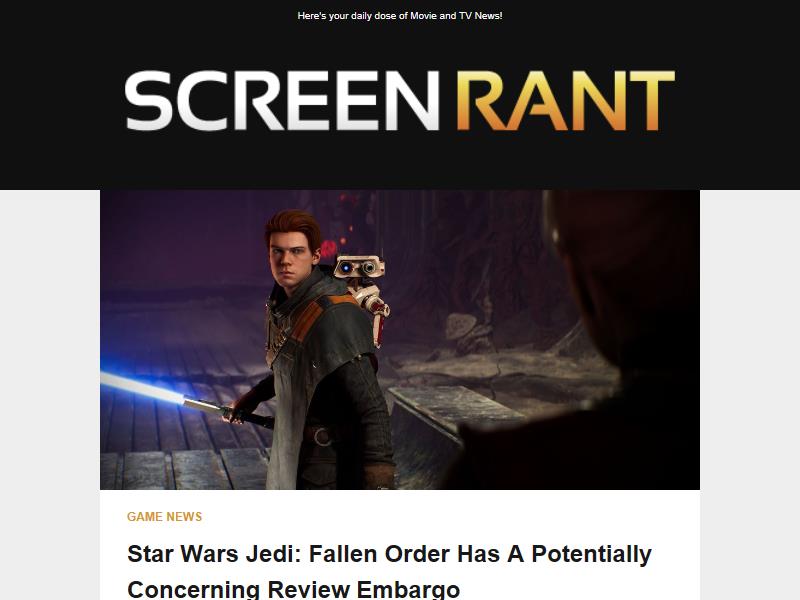 Here's your daily dose of Movie and TV News!
SCREEN RANT
GAME NEWS
Star Wars Jedi: Fallen Order Has A Potentially
Concerning Review Embargo